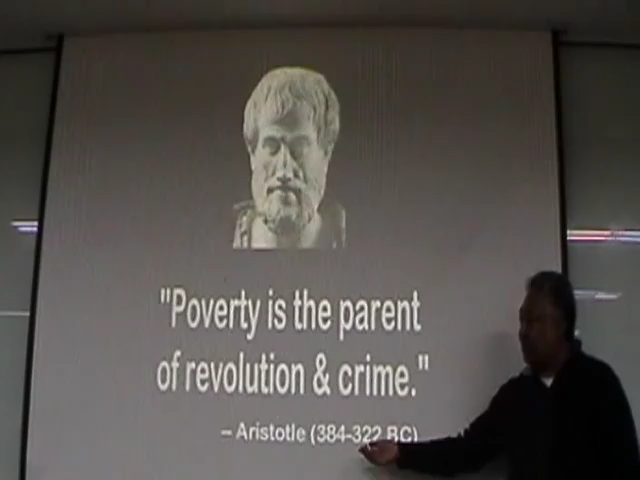 "Poverty is the parent
of revolution & crime."
– Aristotle (384-322 BC)